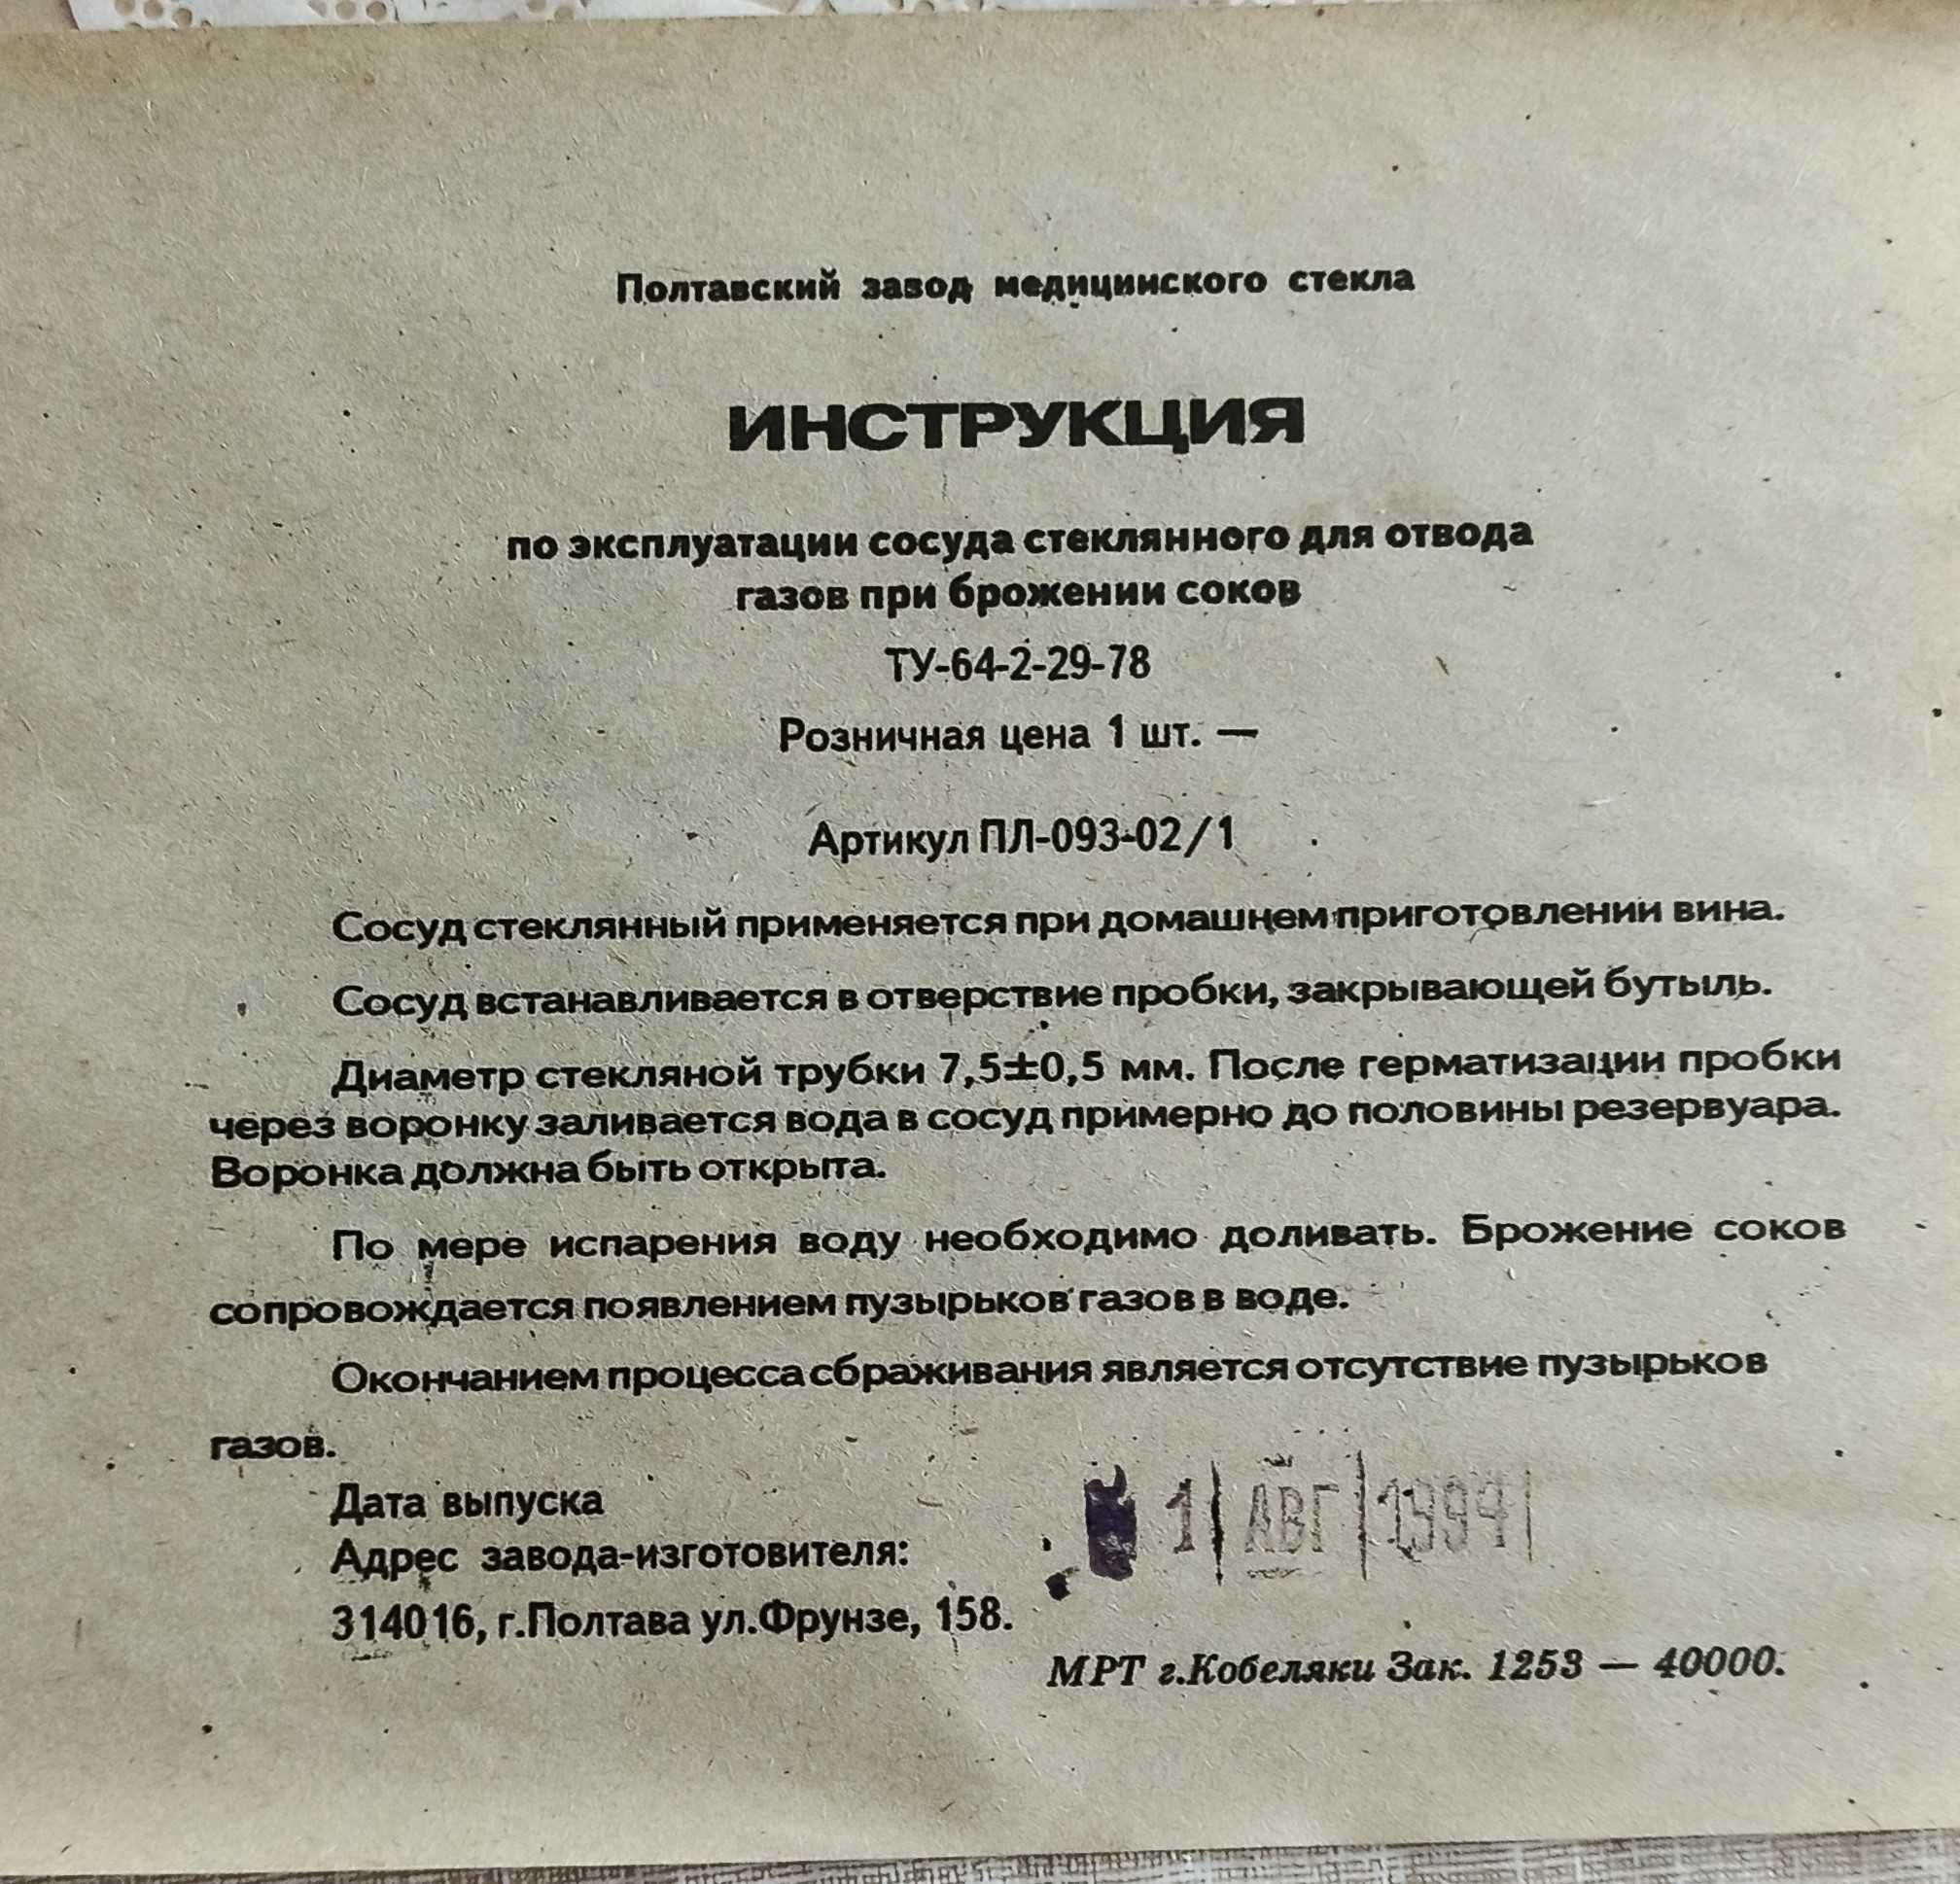 Полтавский завод медицинского стекла
ИНСТРУКЦИЯ
по эксплуатации сосуда стеклянного для отвода
газов при брожении соков
ТУ-64-2-29-78
Розничная цена 1 шт. —
Артикул ПЛ-093-02/1
Сосуд стеклянный применяется при домашнем приготовлении вина.
Сосуд встанавливается в отверствие пробки, закрывающей бутыль.
Диаметр стекляной трубки 7,5±0,5 мм. После герматизации пробки
через воронку заливается вода в сосуд примерно до половины резервуара.
Воронка должна быть открыта.
По мере испарения воду необходимо доливать. Брожение соков
сопровождается появлением пузырьков газов в воде.
Окончанием процесса сбраживания является отсутствие пузырьков
газов.
Дата выпуска
1 АВГ 1994
Адрес завода-изготовителя:
314016, г.Полтава ул.Фрунзе, 158.
МРТ г.Кобеляки Зак. 1253 — 40000.